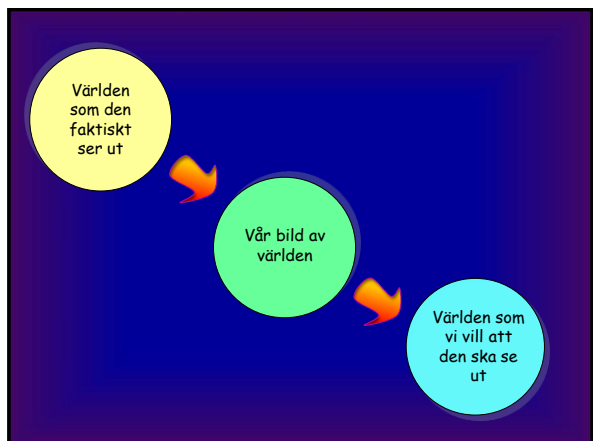 Världen
som den
faktiskt
ser ut
Vår bild av
världen
Världen som
vi vill att
den ska se
ut